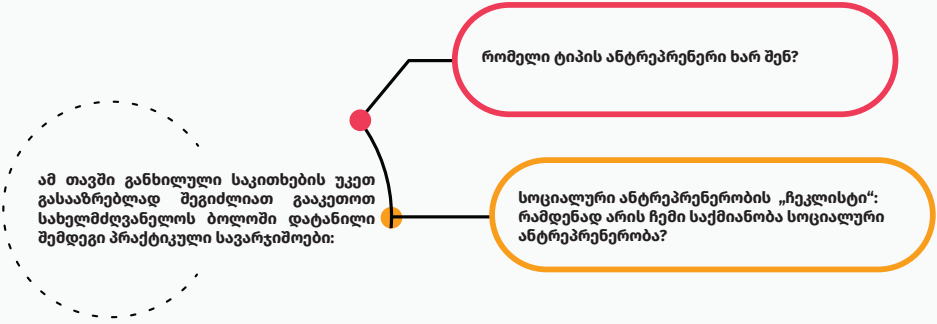 რომელი ტიპის ანტრეპრენერი ხარ შენ?
ამ თავში განხილული საკითხების უკეთ
გასააზრებლად შეგიძლიათ გააკეთოთ
სახელმძღვანელოს ბოლოში დატანილი
შემდეგი პრაქტიკული სავარჯიშოები:
სოციალური ანტრეპრენერობის „ჩეკლისტი“:
რამდენად არის ჩემი საქმიანობა სოციალური
ანტრეპრენერობა?